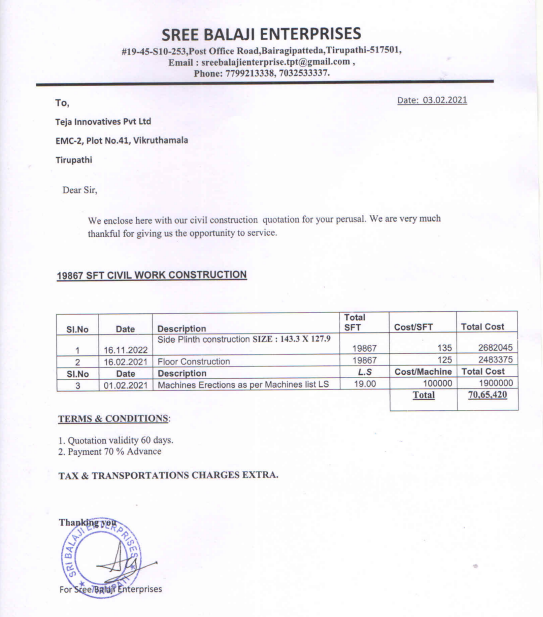 SREE BALAJI ENTERPRISES
#19-45-S10-253,Post Office Road,Bairagipatteda,Tirupathi-517501,
Email : sreebalajienterprise.tpt@gmail.com ,
Phone: 7799213338, 7032533337.
To,
Date: 03.02.2021
Teja Innovatives Pvt Ltd
EMC-2, Plot No.41, Vikruthamala
Tirupathi
Dear Sir,
We enclose here with our civil construction quotation for your perusal. We are very much
thankful for giving us the opportunity to service.
19867 SFT CIVIL WORK CONSTRUCTION
Sl.No Date Description Total SFT Cost/SFT Total Cost
1 16.11.2022 Side Plinth construction SIZE : 143.3 X 127.9 19867 135 2682045
2 16.02.2021 Floor Construction 19867 125 2483375
Sl.No Date Description L.S Cost/Machine Total Cost
3 01.02.2021 Machines Erections as per Machines list LS 19.00 100000 1900000
Total 70,65,420
TERMS & CONDITIONS:
1. Quotation validity 60 days.
2. Payment 70 % Advance
TAX & TRANSPORTATIONS CHARGES EXTRA.
Thanking you
SRI BALAJI ENTERPRISES
For Sree Balaji Enterprises